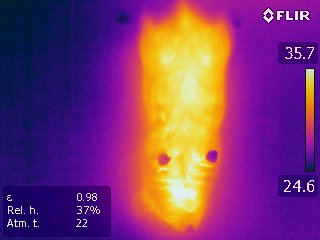 FLIR
35.7
24.6
ε 0.98
Rel. h. 37%
Atm. t. 22